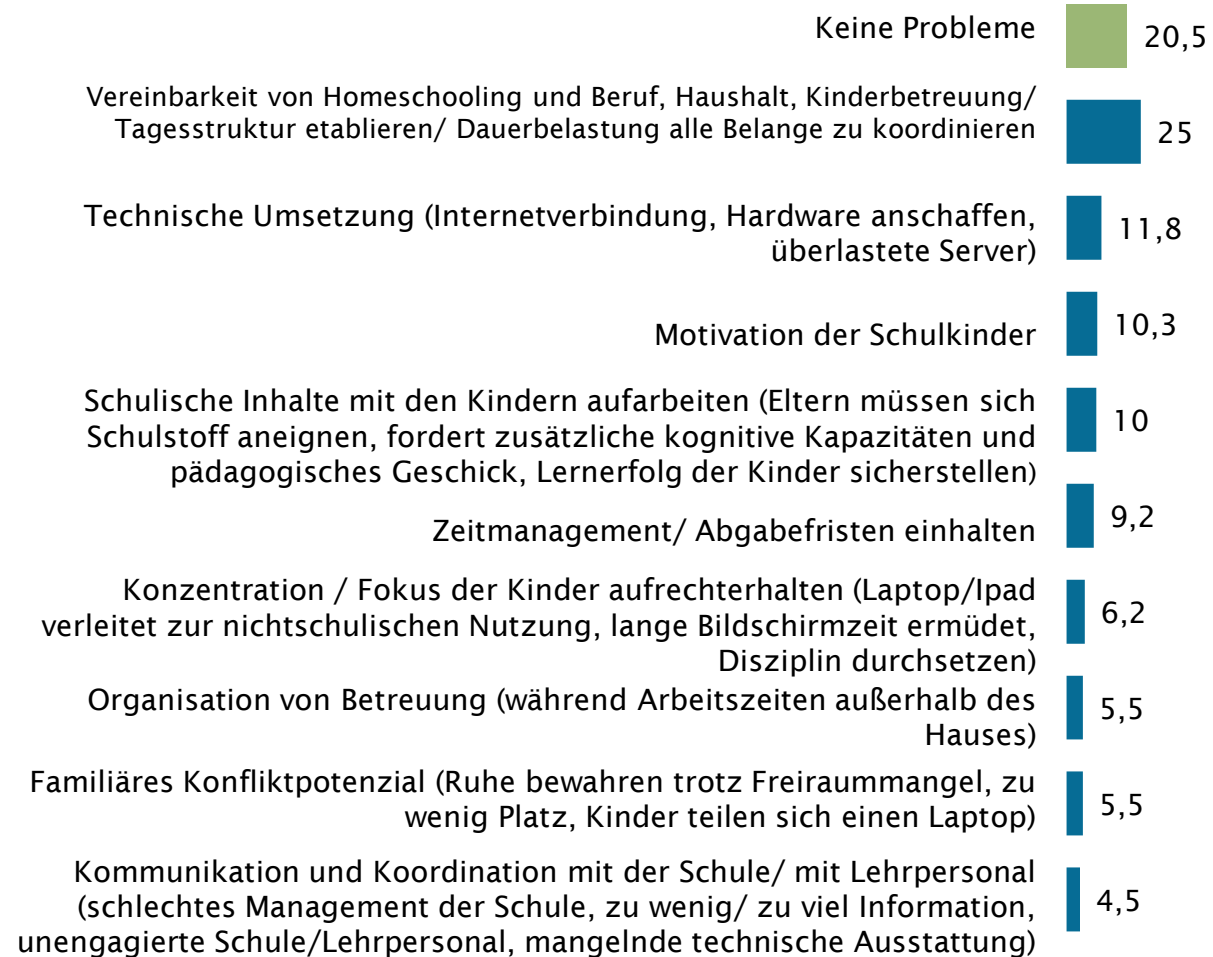 Keine Probleme 20,5
Vereinbarkeit von Homeschooling und Beruf, Haushalt, Kinderbetreuung/
Tagesstruktur etablieren/ Dauerbelastung alle Belange zu koordinieren 25
Technische Umsetzung (Internetverbindung, Hardware anschaffen,
überlastete Server) 11,8
Motivation der Schulkinder 10,3
Schulische Inhalte mit den Kindern aufarbeiten (Eltern müssen sich
Schulstoff aneignen, fordert zusätzliche kognitive Kapazitäten und 10
pädagogisches Geschick, Lernerfolg der Kinder sicherstellen)
Zeitmanagement/ Abgabefristen einhalten 9,2
Konzentration / Fokus der Kinder aufrechterhalten (Laptop/Ipad
verleitet zur nichtschulischen Nutzung, lange Bildschirmzeit ermüdet, 6,2
Disziplin durchsetzen)
Organisation von Betreuung (während Arbeitszeiten außerhalb des
Hauses) 5,5
Familiäres Konfliktpotenzial (Ruhe bewahren trotz Freiraummangel, zu
wenig Platz, Kinder teilen sich einen Laptop) 5,5
Kommunikation und Koordination mit der Schule/ mit Lehrpersonal
(schlechtes Management der Schule, zu wenig/ zu viel Information, 4,5
unengagierte Schule/Lehrpersonal, mangelnde technische Ausstattung)